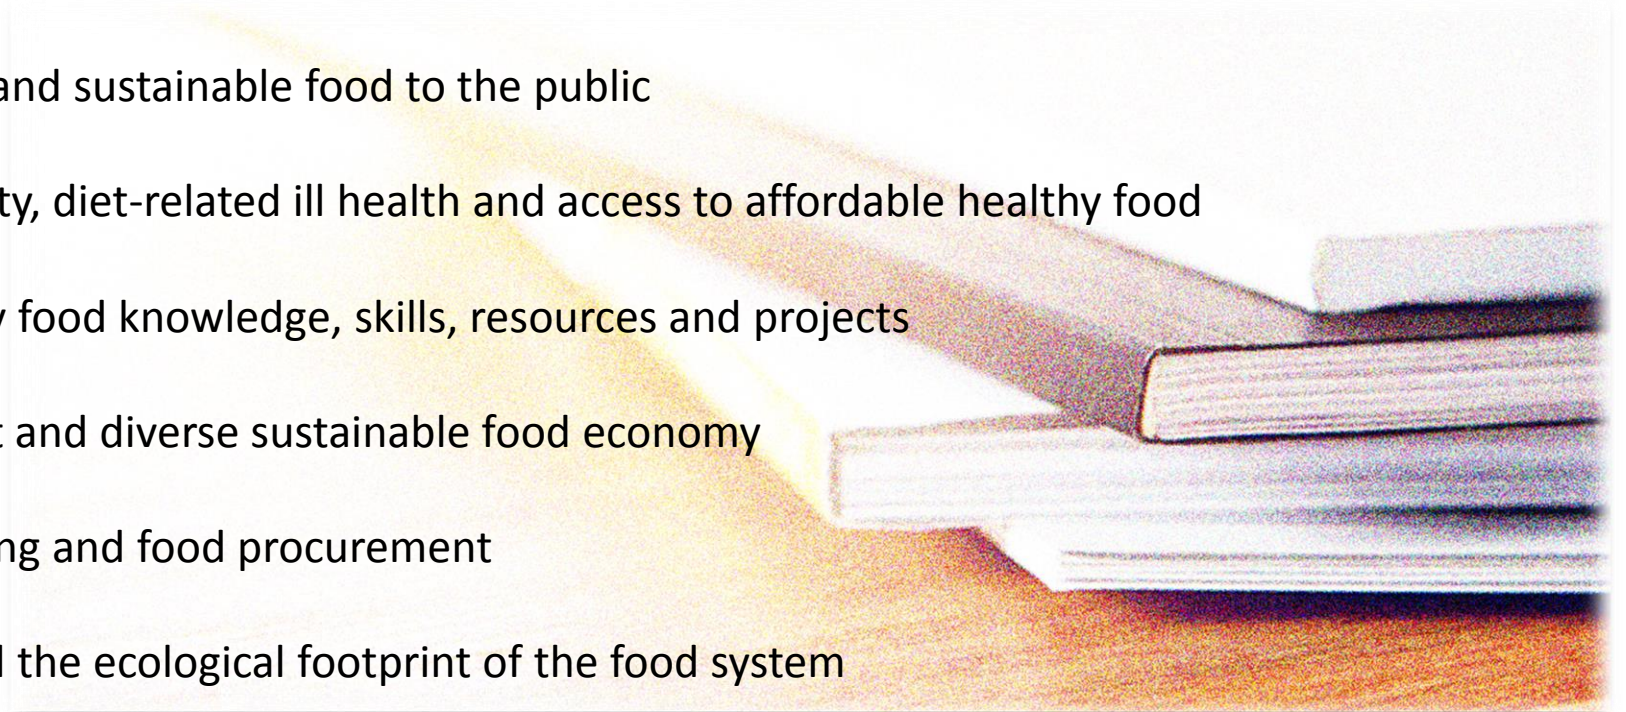 and sustainable food to the public
ty, diet-related ill health and access to affordable healthy food
food knowledge, skills, resources and projects
and diverse sustainable food economy
ng and food procurement
the ecological footprint of the food system